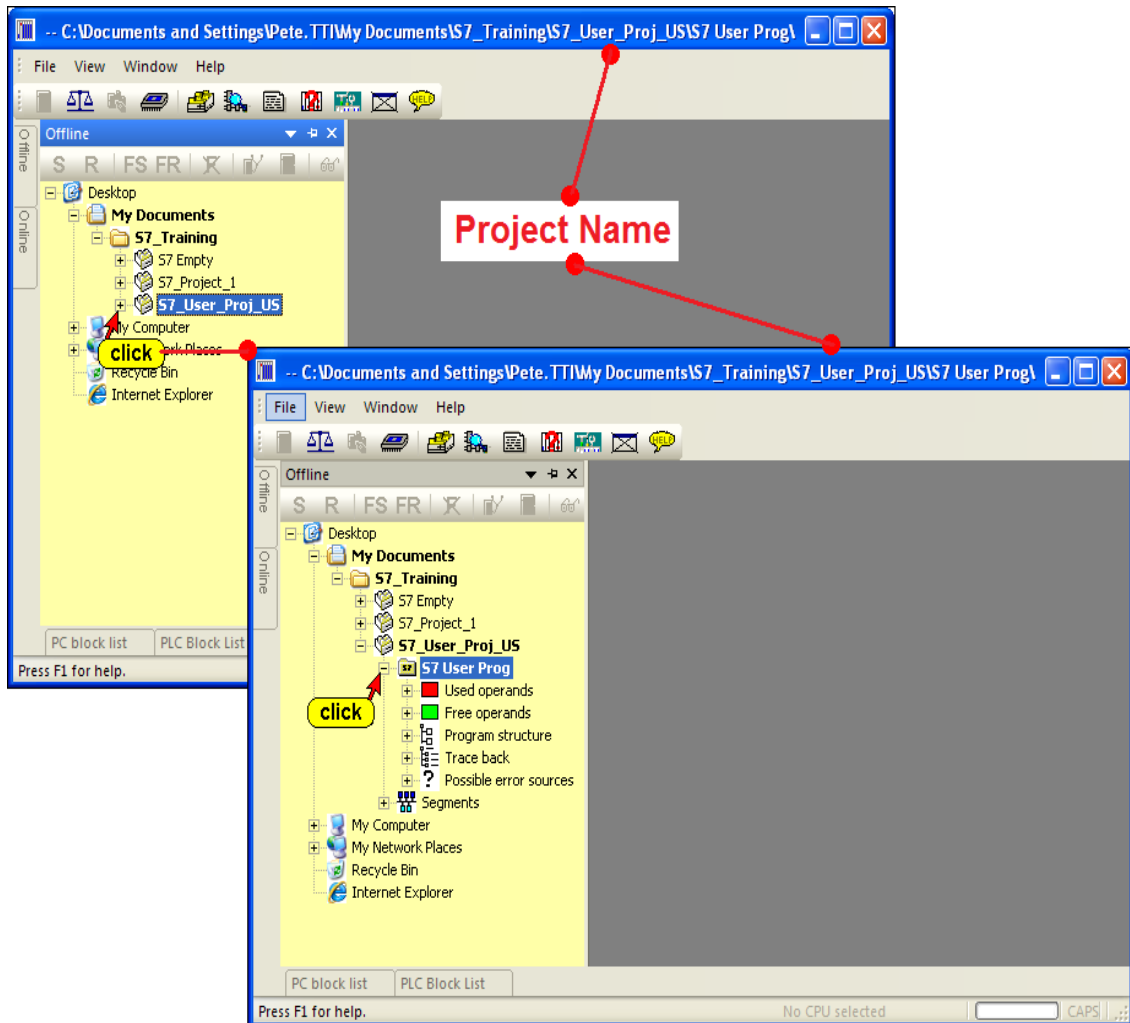 -- C:\Documents and Settings\Pete.TTI\My Documents\S7_Training\S7_User_Proj_US\S7 User Prog\
File View Window Help
HELP
Offline
Online
Offline
S R FS FR
Desktop
My Documents
S7_Training
S7 Empty
S7_Project_1
S7_User_Proj_US
My Computer
click
Recycle Bin
Internet Explorer
PC block list PLC Block List
Press F1 for help.
Project Name
-- C:\Documents and Settings\Pete.TTI\My Documents\S7_Training\S7_User_Proj_US\S7 User Prog\
File View Window Help
HELP
Offline
Online
Offline
S R FS FR
Desktop
My Documents
S7_Training
S7 Empty
S7_Project_1
S7_User_Proj_US
S7 User Prog
click
Used operands
Free operands
Program structure
Trace back
? Possible error sources
Segments
My Computer
My Network Places
Recycle Bin
Internet Explorer
PC block list PLC Block List
Press F1 for help. No CPU selected CAPS